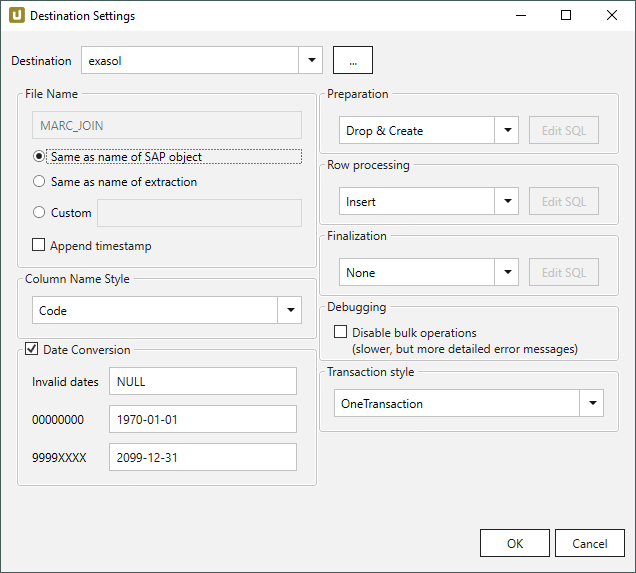 Destination Settings
Destination
exasol
...
File Name
MARC_JOIN
Same as name of SAP object
Same as name of extraction
Custom
Append timestamp
Column Name Style
Code
Date Conversion
Invalid dates
NULL
00000000
1970-01-01
9999XXXX
2099-12-31
Preparation
Drop & Create
Edit SQL
Row processing
Insert
Edit SQL
Finalization
None
Edit SQL
Debugging
Disable bulk operations
(slower, but more detailed error messages)
Transaction style
OneTransaction
OK
Cancel